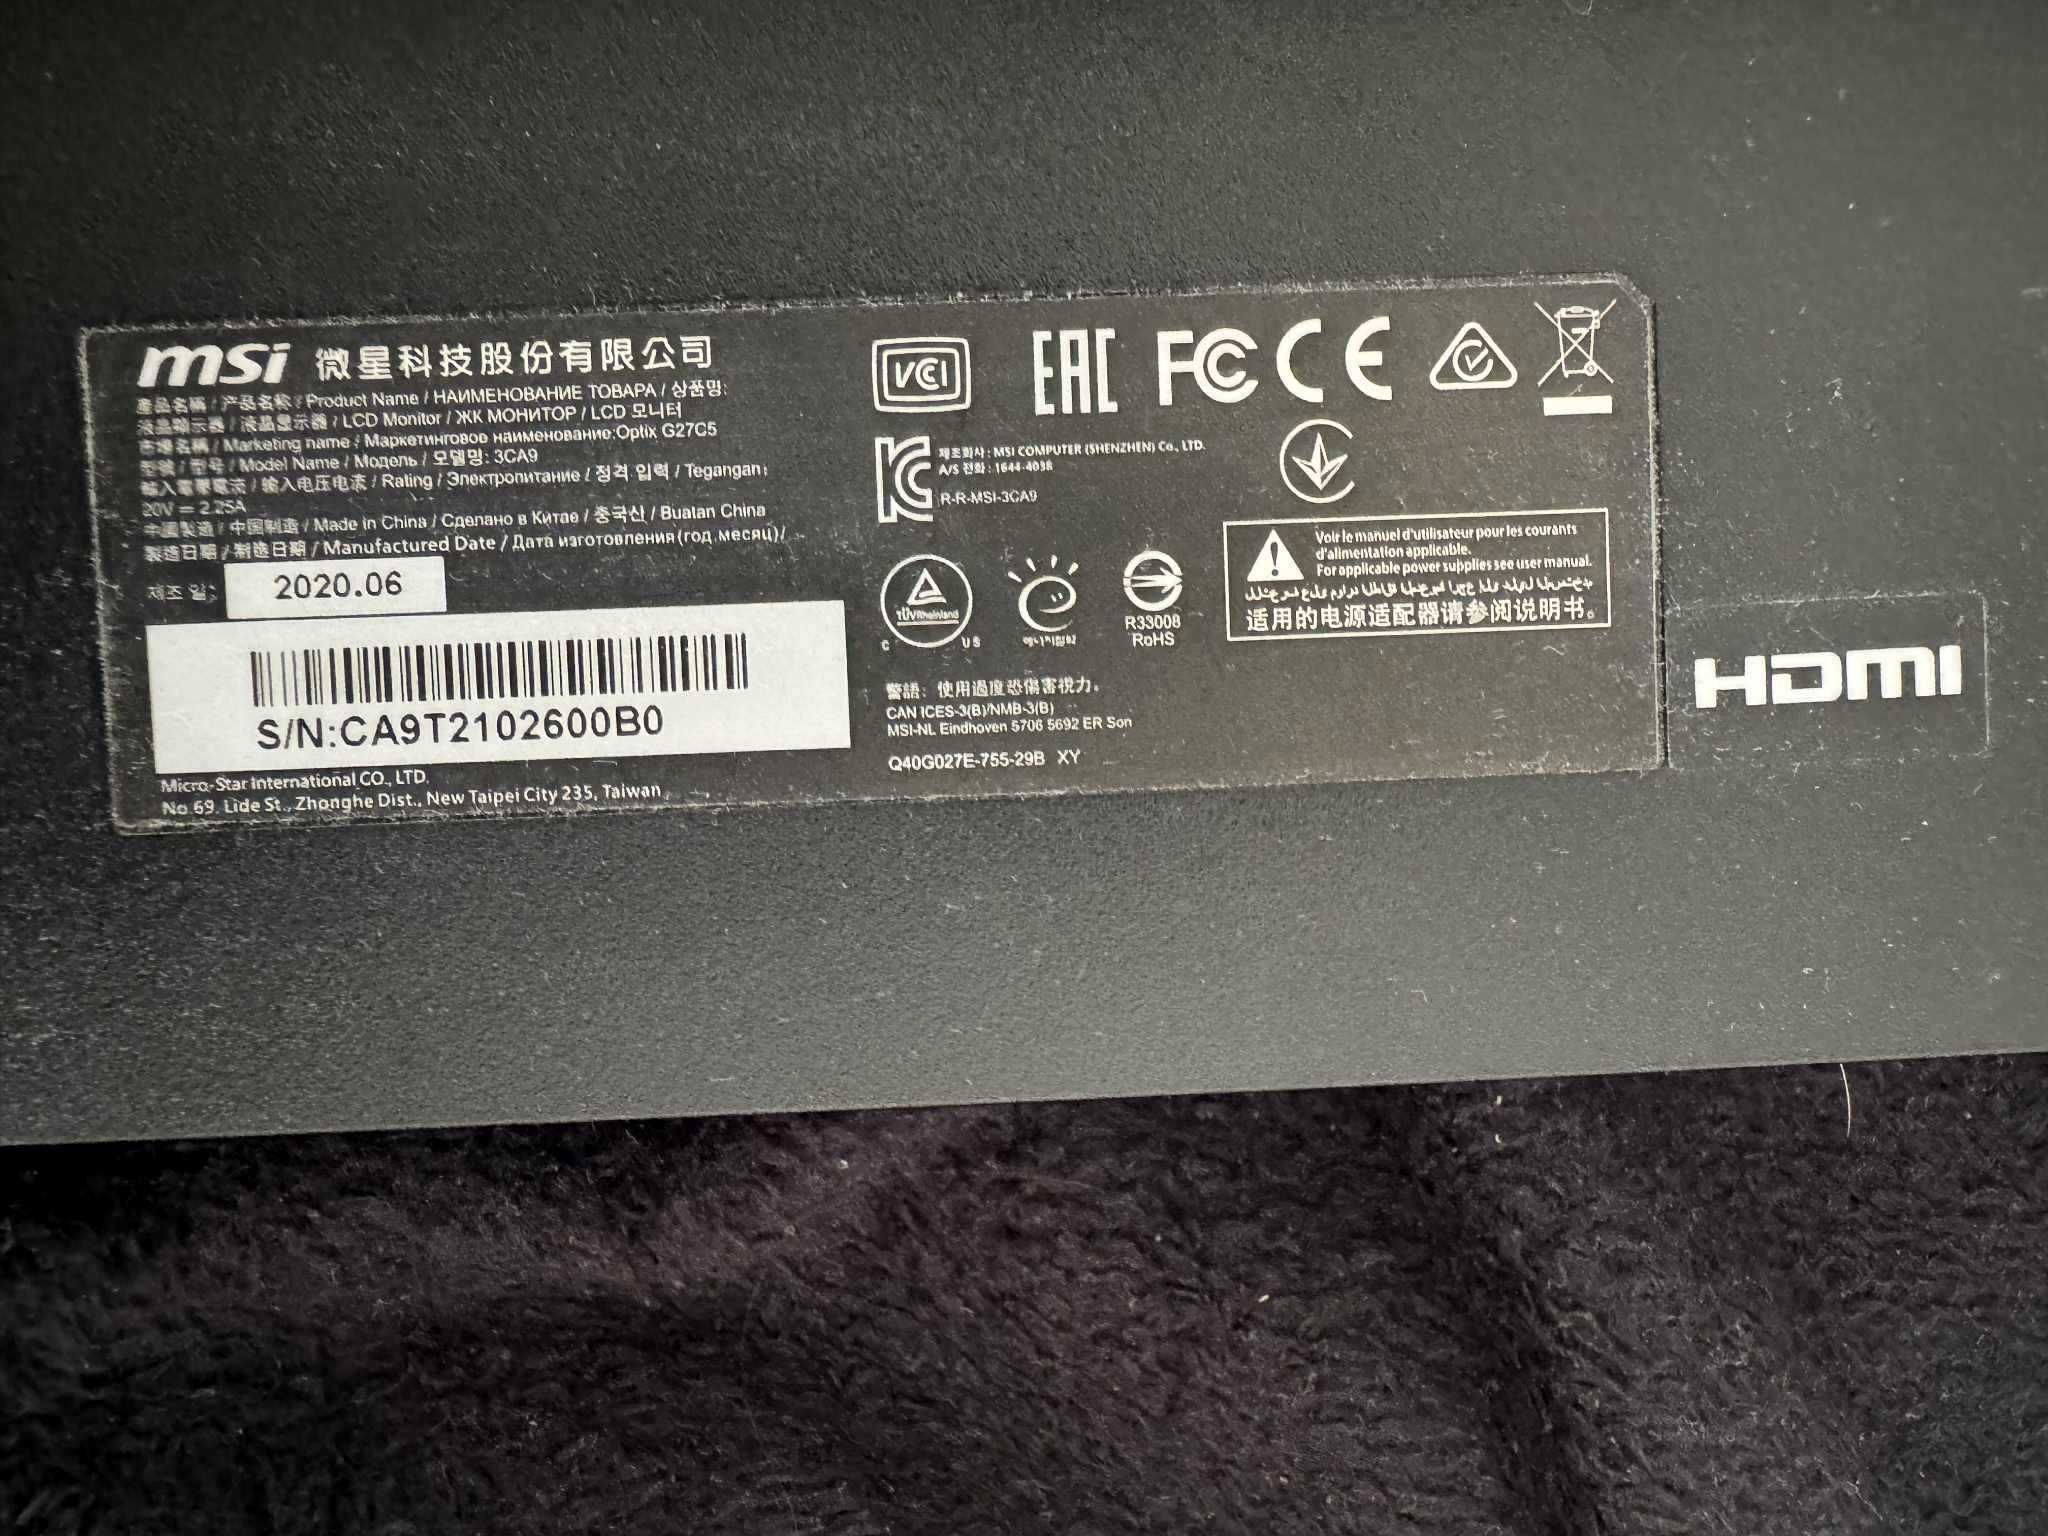 msi 微星科技股份有限公司
產品名稱 / 产品名称 / Product Name / НАИМЕНОВАНИЕ ТОВАРА / 상품명:
液晶顯示器 / 液晶显示器 / LCD Monitor / ЖК МОНИТОР / LCD 모니터
市場名稱 / Marketing name / Маркетинговое наименование:Optix G27C5
型號 / 型号 / Model Name / Модель / 모델명: 3CA9
輸入電壓電流 / 输入电压电流 / Rating / Электропитание / 정격 입력 / Tegangan:
20V ⎓ 2.25A
中國製造 / 中国制造 / Made in China / Сделано в Китае / 중국산 / Buatan China
製造日期 / 制造日期 / Manufactured Date / Дата изготовления(год,месяц)/
제조 일:
2020.06
S/N:CA9T2102600B0
Micro-Star International CO., LTD.
No.69, Lide St., Zhonghe Dist., New Taipei City 235, Taiwan
VCCI
EAC
FC
CE
KC
제조회사 : MSI COMPUTER (SHENZHEN) Co., LTD.
A/S 전화 : 1644-4038
R-R-MSI-3CA9
TÜVRheinland
C US
에너지절약
R33008
RoHS
Voir le manuel d'utilisateur pour les courants
d'alimentation applicable.
For applicable power supplies see user manual.
适用的电源适配器请参阅说明书。
警語：使用過度恐傷害視力。
CAN ICES-3(B)/NMB-3(B)
MSI-NL Eindhoven 5706 5692 ER Son
Q40G027E-755-29B XY
HDMI